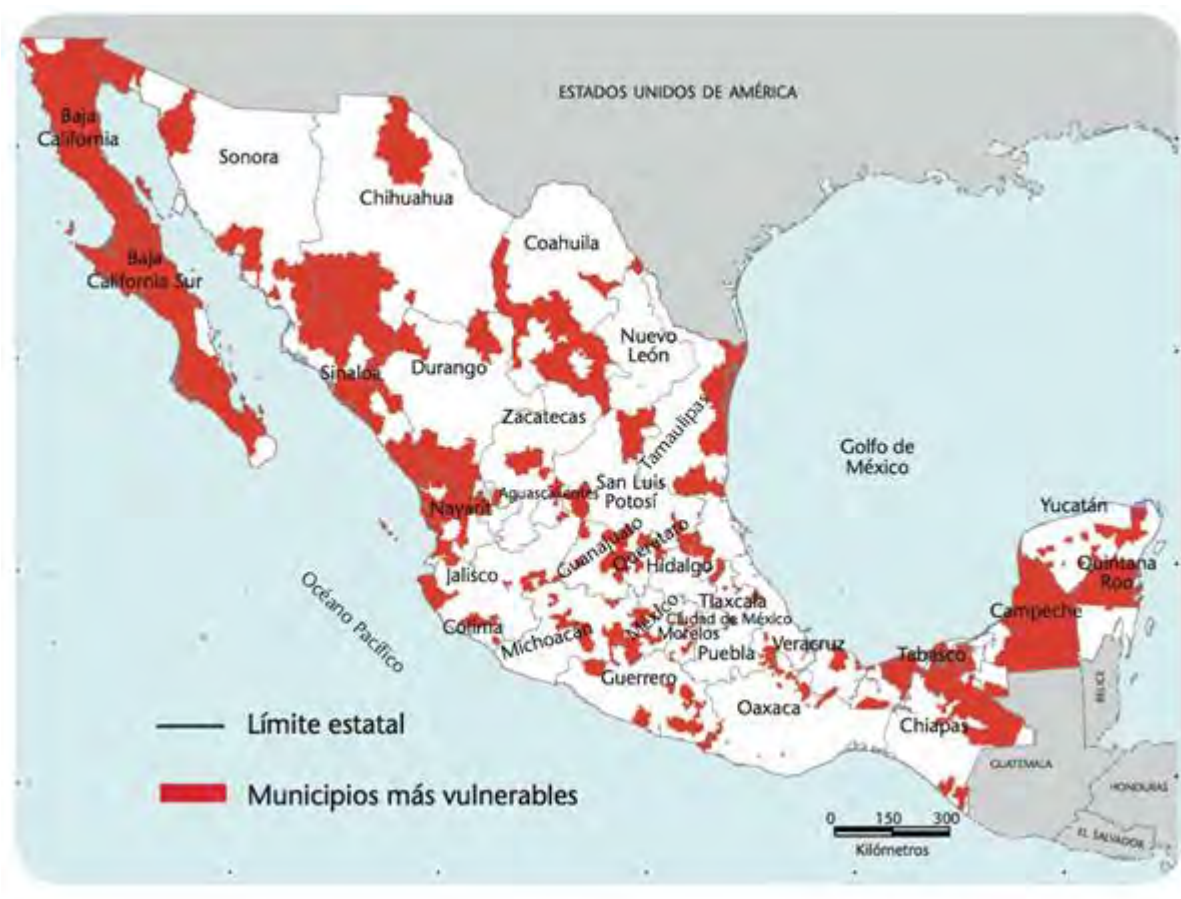 ESTADOS UNIDOS DE AMÉRICA
Baja
California
Sonora
Chihuahua
Coahuila
Baja
California Sur
Nuevo
León
Sinaloa
Durango
Tamaulipas
Zacatecas
Golfo de
México
San Luis
Potosí
Aguascalientes
Nayarit
Yucatán
Guanajuato
Querétaro
Hidalgo
Quintana
Roo
Jalisco
Océano Pacífico
Tlaxcala
Campeche
México
Ciudad de México
Colima
Michoacán
Morelos
Veracruz
Puebla
Tabasco
Guerrero
BELICE
Oaxaca
Chiapas
Límite estatal
GUATEMALA
HONDURAS
Municipios más vulnerables
0 150 300
Kilómetros
EL SALVADOR